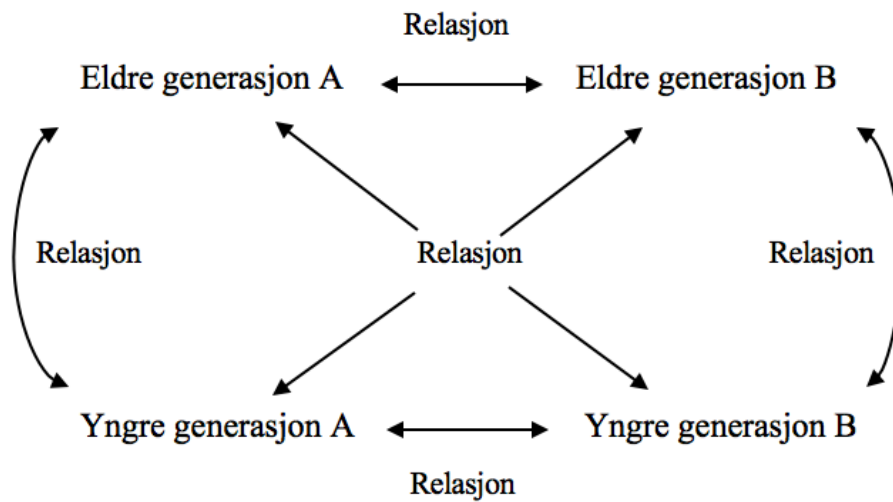 Relasjon
Eldre generasjon A
Eldre generasjon B
Relasjon
Relasjon
Relasjon
Yngre generasjon A
Yngre generasjon B
Relasjon